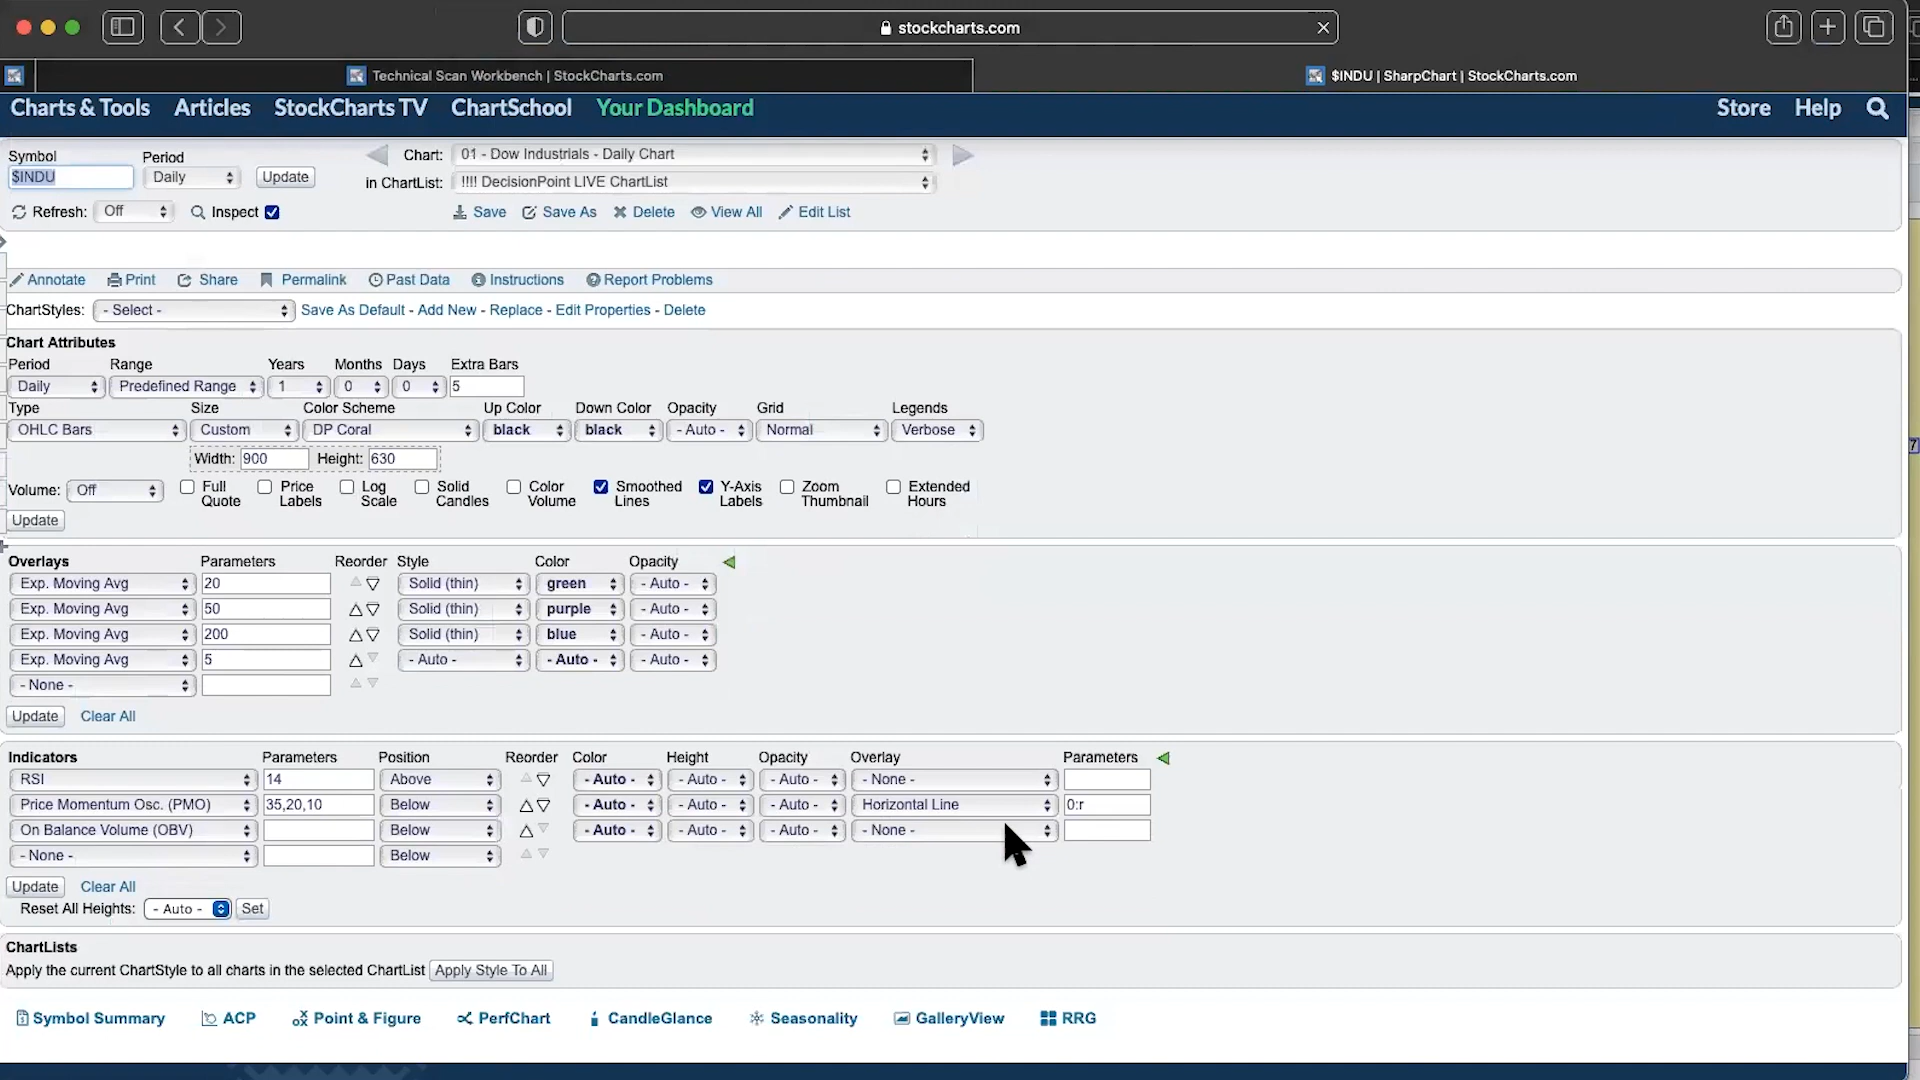 stockcharts.com
Technical Scan Workbench | StockCharts.com
$INDU | SharpChart | StockCharts.com
Charts & Tools Articles StockCharts TV ChartSchool Your Dashboard Store Help
Symbol Period Chart: 01 - Dow Industrials - Daily Chart
$INDU Daily Update in ChartList: !!!! DecisionPoint LIVE ChartList
Refresh: Off Inspect Save Save As Delete View All Edit List
Annotate Print Share Permalink Past Data Instructions Report Problems
ChartStyles: - Select - Save As Default - Add New - Replace - Edit Properties - Delete
Chart Attributes
Period Range Years Months Days Extra Bars
Daily Predefined Range 1 0 0 5
Type Size Color Scheme Up Color Down Color Opacity Grid Legends
OHLC Bars Custom DP Coral black black - Auto - Normal Verbose
Width: 900 Height: 630
Volume: Off Full Quote Price Labels Log Scale Solid Candles Color Volume Smoothed Lines Y-Axis Labels Zoom Thumbnail Extended Hours
Update
Overlays Parameters Reorder Style Color Opacity
Exp. Moving Avg 20 Solid (thin) green - Auto -
Exp. Moving Avg 50 Solid (thin) purple - Auto -
Exp. Moving Avg 200 Solid (thin) blue - Auto -
Exp. Moving Avg 5 - Auto - - Auto - - Auto -
- None -
Update Clear All
Indicators Parameters Position Reorder Color Height Opacity Overlay Parameters
RSI 14 Above - Auto - - Auto - - Auto - - None -
Price Momentum Osc. (PMO) 35,20,10 Below - Auto - - Auto - - Auto - Horizontal Line 0:r
On Balance Volume (OBV) Below - Auto - - Auto - - Auto - - None -
- None - Below
Update Clear All
Reset All Heights: - Auto - Set
ChartLists
Apply the current ChartStyle to all charts in the selected ChartList Apply Style To All
Symbol Summary ACP Point & Figure PerfChart CandleGlance Seasonality GalleryView RRG